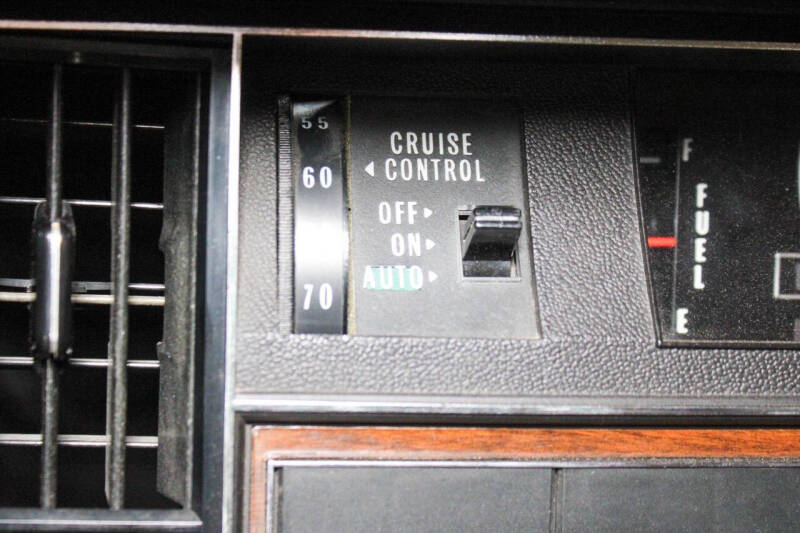 55
60
70
CRUISE
◄ CONTROL
OFF ►
ON ►
AUTO ►
F
FUEL
E